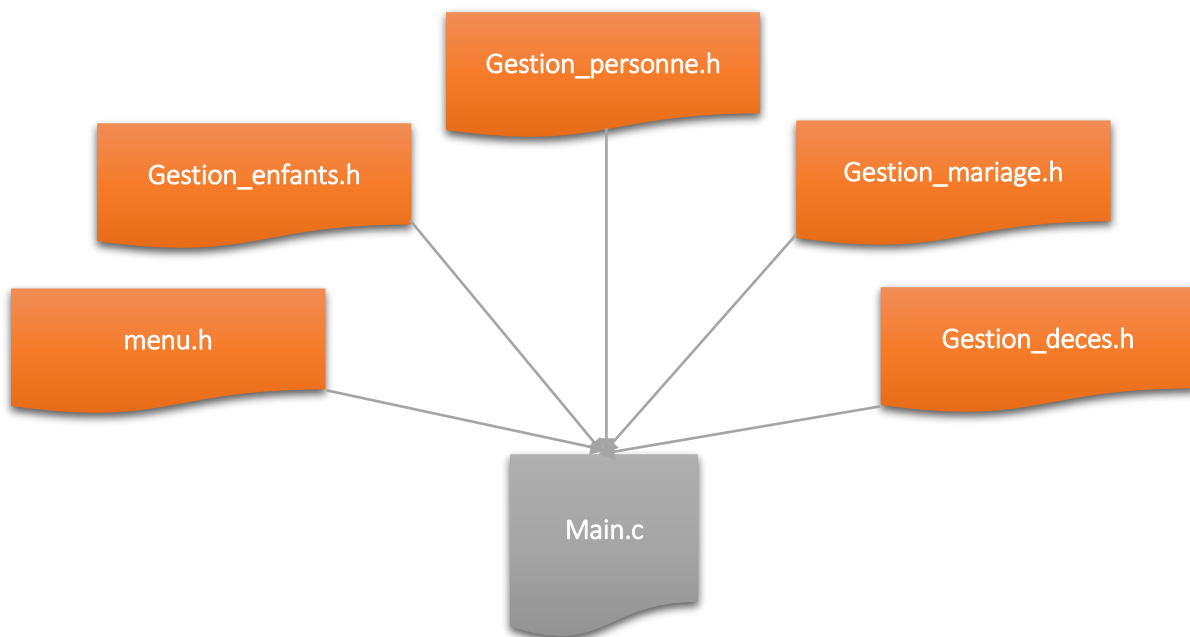 Gestion_personne.h
Gestion_enfants.h
Gestion_mariage.h
menu.h
Gestion_deces.h
Main.c